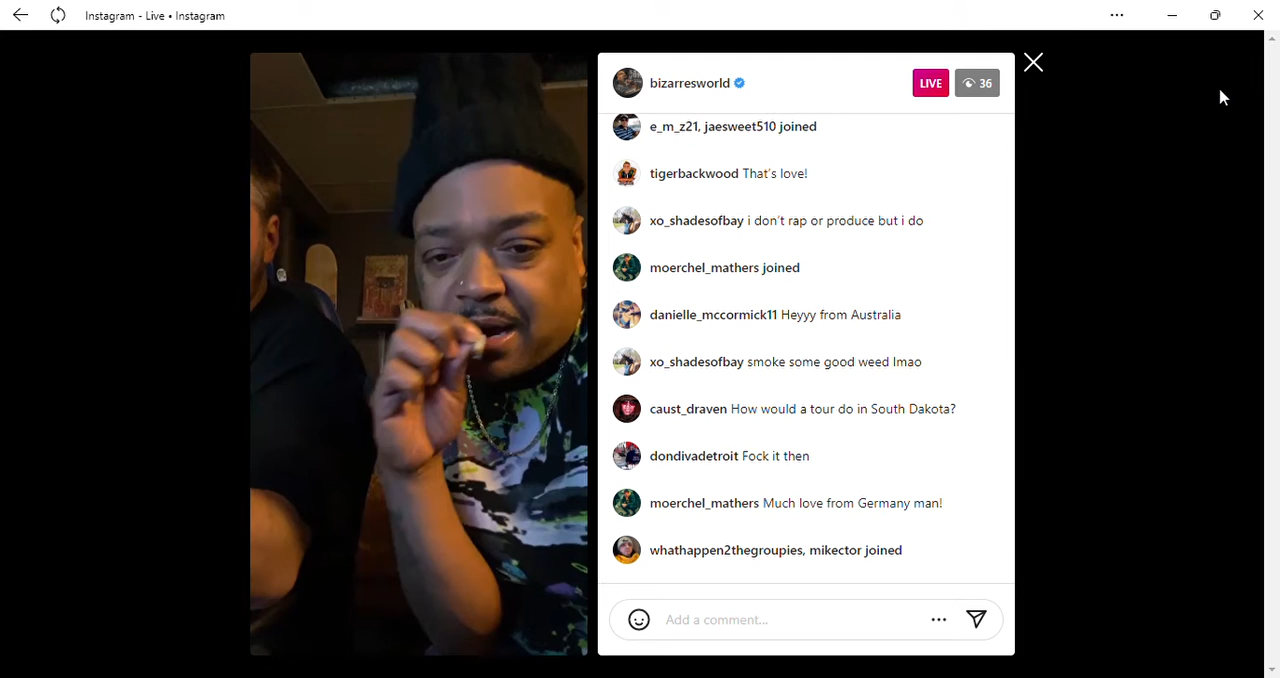 Instagram - Live • Instagram
bizarresworld
LIVE 36
e_m_z21, jaesweet510 joined
tigerbackwood That's love!
xo_shadesofbay i don't rap or produce but i do
moerchel_mathers joined
danielle_mccormick11 Heyyy from Australia
xo_shadesofbay smoke some good weed lmao
caust_draven How would a tour do in South Dakota?
dondivadetroit Fock it then
moerchel_mathers Much love from Germany man!
whathappen2thegroupies, mikector joined
Add a comment...